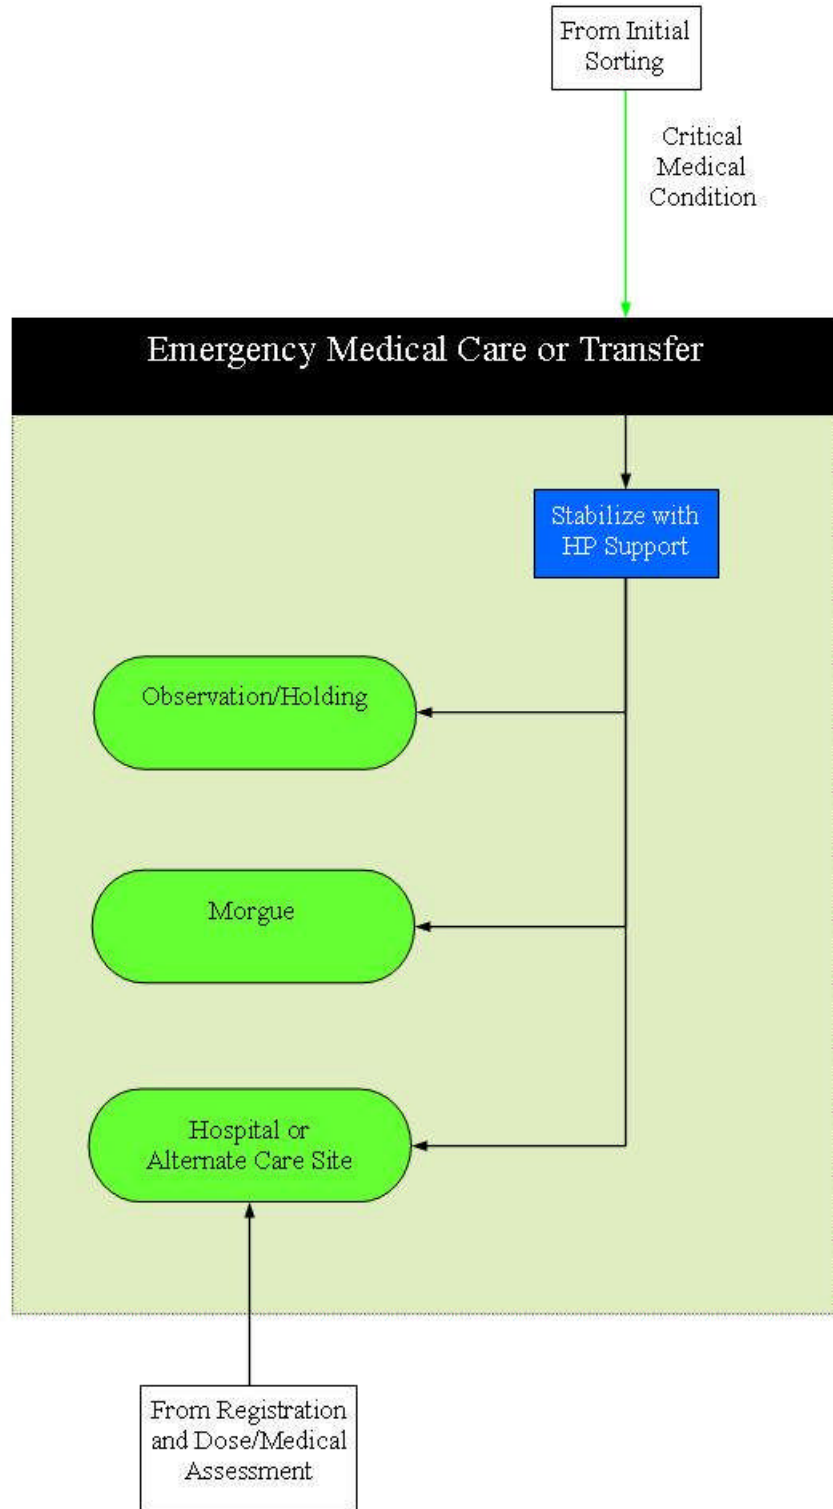 From Initial
Sorting
Critical
Medical
Condition
Emergency Medical Care or Transfer
Stabilize with
HP Support
Observation/Holding
Morgue
Hospital or
Alternate Care Site
From Registration
and Dose/Medical
Assessment